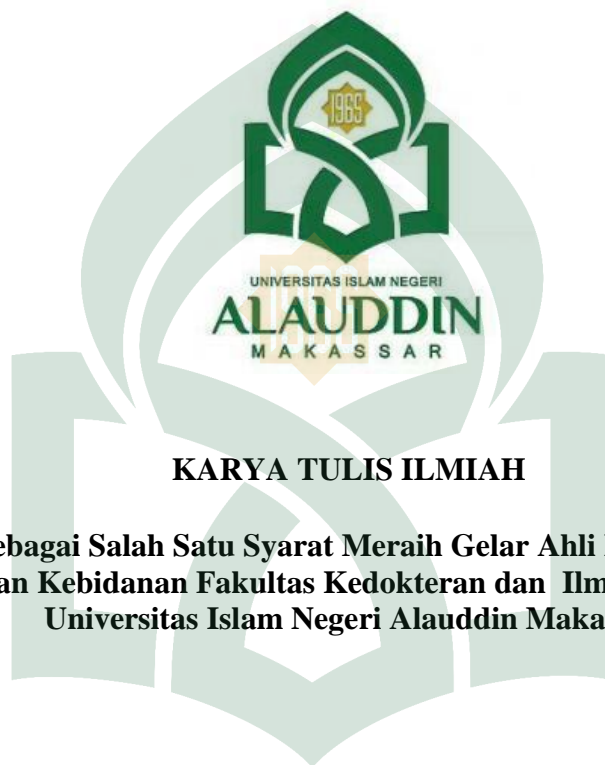 1965
UNIVERSITAS ISLAM NEGERI
ALAUDDIN
MAKASSAR
KARYA TULIS ILMIAH
ebagai Salah Satu Syarat Meraih Gelar Ahli
an Kebidanan Fakultas Kedokteran dan Ilm
Universitas Islam Negeri Alauddin Maka